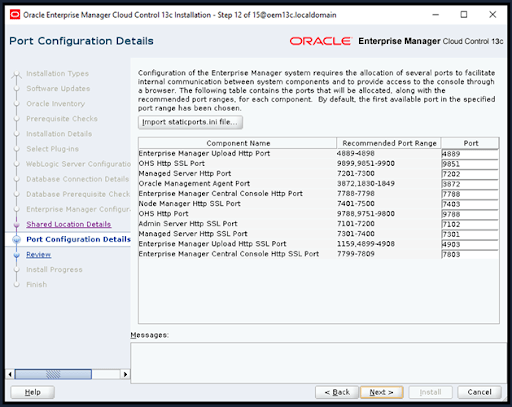 Oracle Enterprise Manager Cloud Control 13c Installation - Step 12 of 15@oem13c.localdomain
Port Configuration Details
ORACLE Enterprise Manager Cloud Control 13c
Installation Types
Software Updates
Oracle Inventory
Prerequisite Checks
Installation Details
Select Plug-ins
WebLogic Server Configuratio
Database Connection Details
Database Prerequisite Check
Enterprise Manager Configur
Shared Location Details
Port Configuration Details
Review
Install Progress
Finish
Configuration of the Enterprise Manager system requires the allocation of several ports to facilitate
internal communication between system components and to provide access to the console through
a browser. The following table contains the ports that will be allocated, along with the
recommended port ranges, for each component. By default, the first available port in the specified
port range has been chosen.
Import staticports.ini file...
Component Name Recommended Port Range Port
Enterprise Manager Upload Http Port 4889-4898 4889
OHS Http SSL Port 9899,9851-9900 9851
Managed Server Http Port 7201-7300 7202
Oracle Management Agent Port 3872,1830-1849 3872
Enterprise Manager Central Console Http Port 7788-7798 7788
Node Manager Http SSL Port 7401-7500 7403
OHS Http Port 9788,9751-9800 9788
Admin Server Http SSL Port 7101-7200 7102
Managed Server Http SSL Port 7301-7400 7301
Enterprise Manager Upload Http SSL Port 1159,4899-4908 4903
Enterprise Manager Central Console Http SSL Port 7799-7809 7803
Messages:
Help
< Back
Next >
Install
Cancel